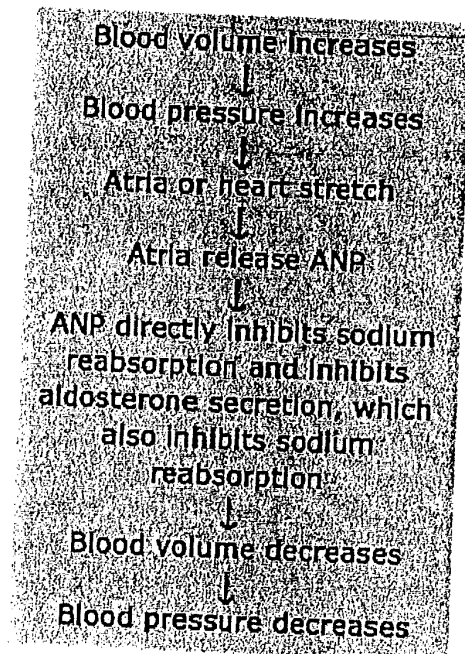 Blood volume increases
↓
Blood pressure increases
↓
Atria or heart stretch
↓
Atria release ANP
↓
ANP directly inhibits sodium
reabsorption and inhibits
aldosterone secretion, which
also inhibits sodium
reabsorption
↓
Blood volume decreases
↓
Blood pressure decreases